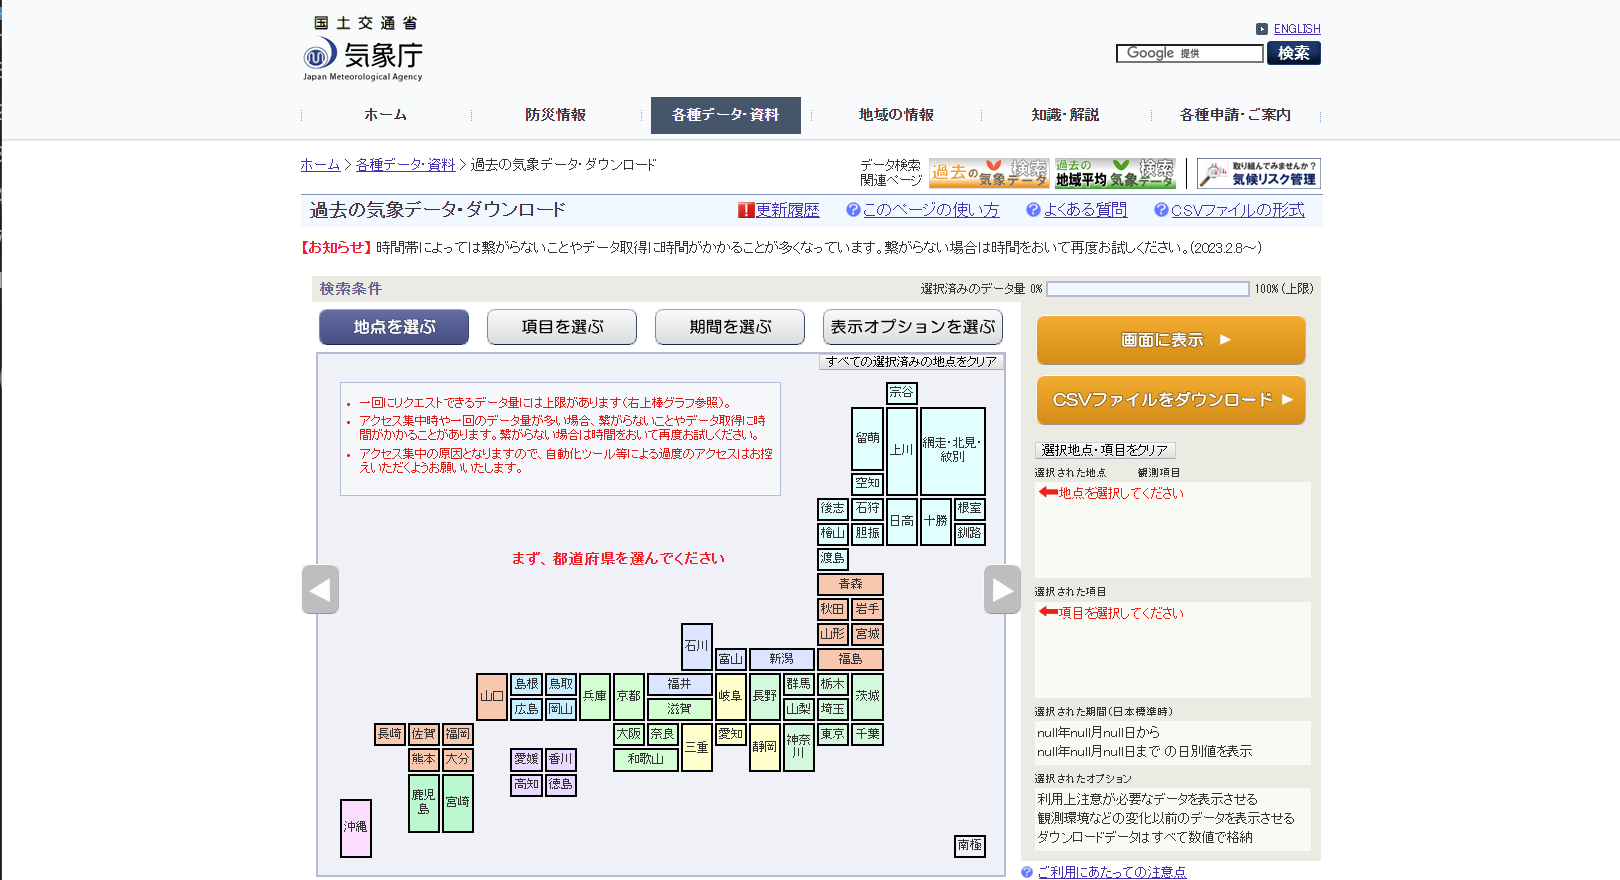 国土交通省
気象庁
Japan Meteorological Agency
ENGLISH
Google 提供
検索
ホーム
防災情報
各種データ・資料
地域の情報
知識・解説
各種申請・ご案内
ホーム > 各種データ・資料 > 過去の気象データ・ダウンロード
データ検索
関連ページ
過去の気象データ検索
過去の地域平均気象データ検索
取り組んでみませんか？
気候リスク管理
過去の気象データ・ダウンロード
更新履歴
このページの使い方
よくある質問
CSVファイルの形式
【お知らせ】時間帯によっては繋がらないことやデータ取得に時間がかかることが多くなっています。繋がらない場合は時間をおいて再度お試しください。(2023.2.8～)
検索条件
選択済みのデータ量 0%
100%（上限）
地点を選ぶ
項目を選ぶ
期間を選ぶ
表示オプションを選ぶ
すべての選択済みの地点をクリア
・一回にリクエストできるデータ量には上限があります（右上棒グラフ参照）。
・アクセス集中時や一回のデータ量が多い場合、繋がらないことやデータ取得に時
間がかかることがあります。繋がらない場合は時間をおいて再度お試しください。
・アクセス集中の原因となりますので、自動化ツール等による過度のアクセスはお控
えいただくようお願いいたします。
まず、都道府県を選んでください
宗谷
留萌
上川
網走・北見・
紋別
空知
後志
石狩
日高
十勝
根室
檜山
胆振
釧路
渡島
青森
秋田
岩手
山形
宮城
石川
富山
新潟
福島
山口
島根
鳥取
兵庫
京都
福井
岐阜
長野
群馬
栃木
茨城
広島
岡山
滋賀
山梨
埼玉
長崎
佐賀
福岡
大阪
奈良
三重
愛知
静岡
神奈
川
東京
千葉
熊本
大分
愛媛
香川
和歌山
鹿児
島
宮崎
高知
徳島
沖縄
南極
画面に表示
CSVファイルをダウンロード
選択地点・項目をクリア
選択された地点 観測項目
地点を選択してください
選択された項目
項目を選択してください
選択された期間（日本標準時）
null年null月null日から
null年null月null日まで の日別値を表示
選択されたオプション
利用上注意が必要なデータを表示させる
観測環境などの変化以前のデータを表示させる
ダウンロードデータはすべて数値で格納
ご利用にあたっての注意点